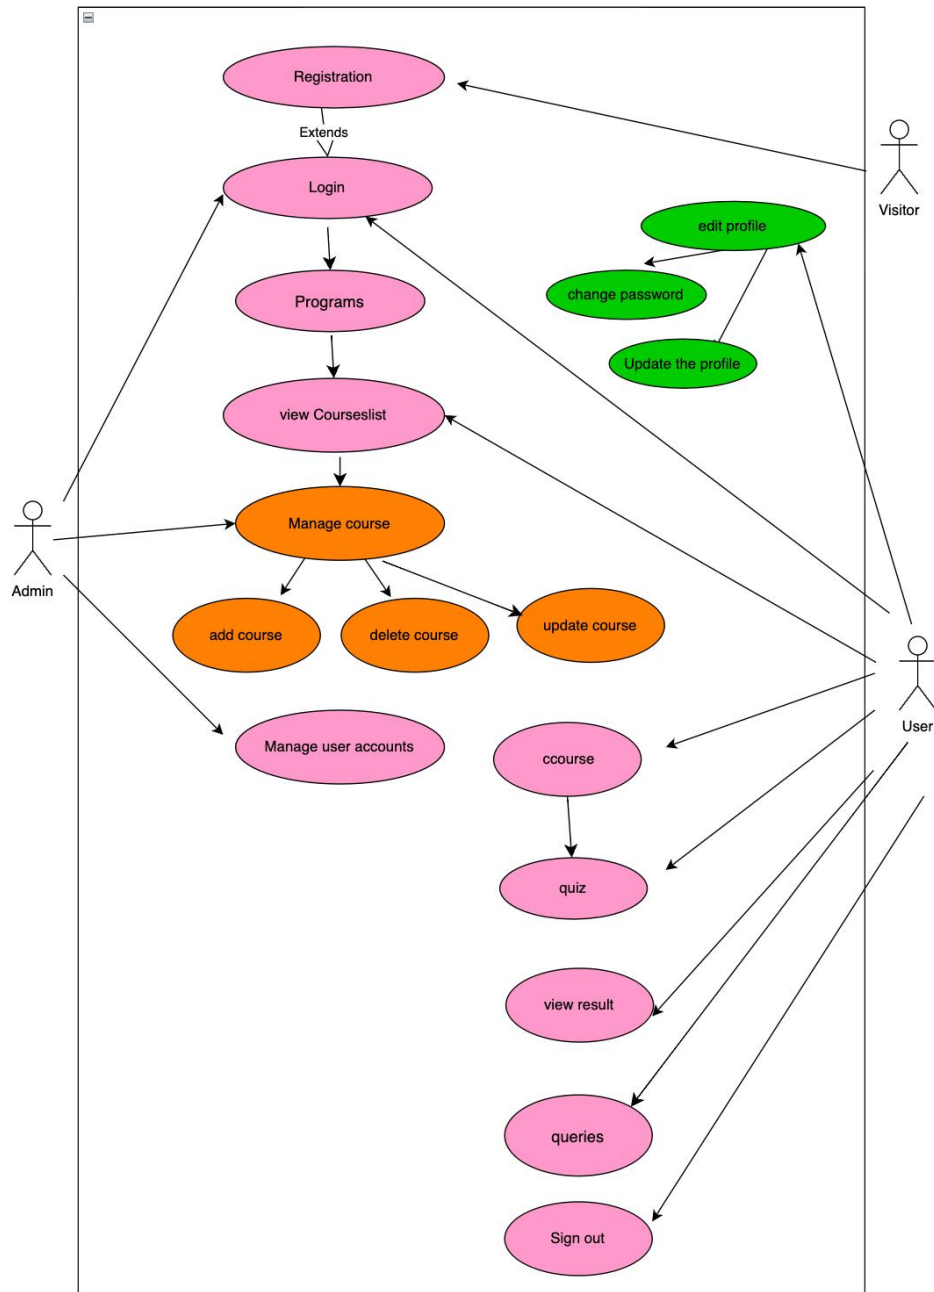 Registration
Extends
Login
Visitor
edit profile
Programs
change password
Update the profile
view Courseslist
Manage course
Admin
add course
delete course
update course
User
Manage user accounts
ccourse
quiz
view result
queries
Sign out